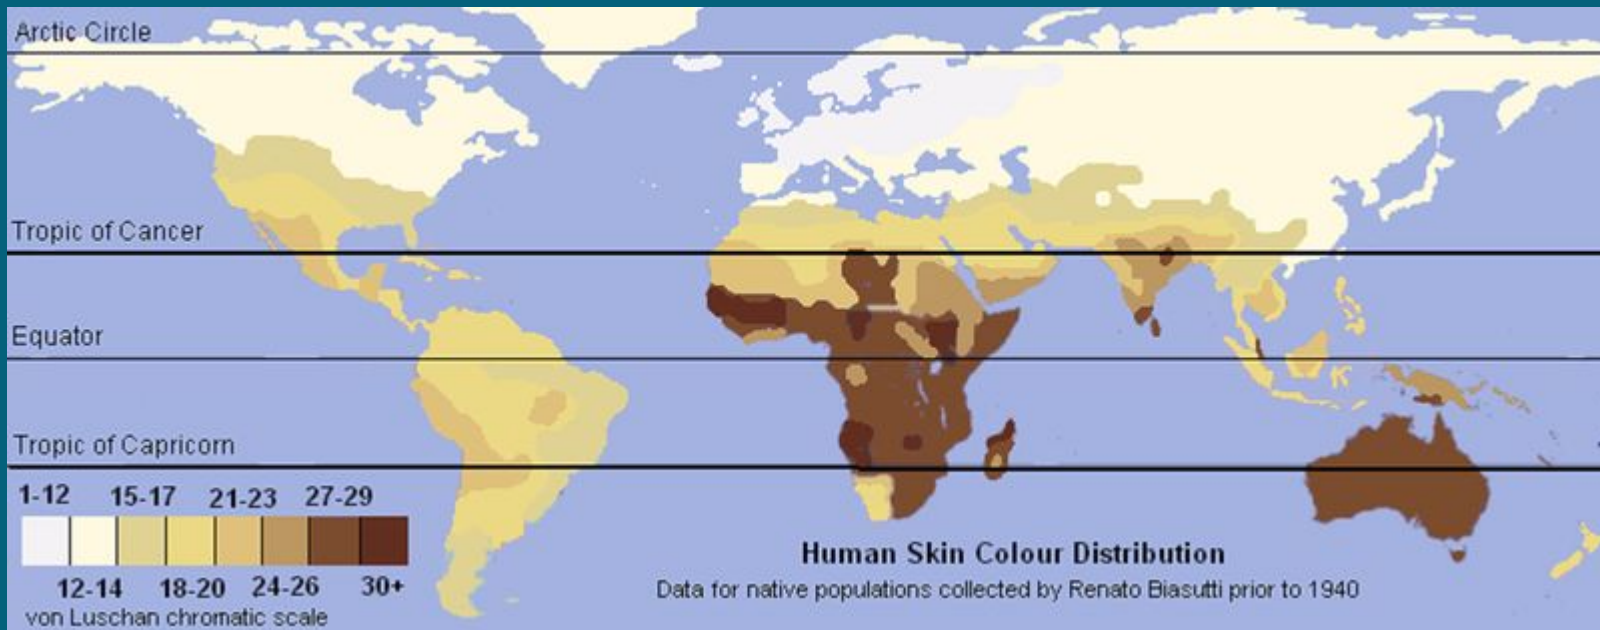 Arctic Circle
Tropic of Cancer
Equator
Tropic of Capricorn
1-12 15-17 21-23 27-29
12-14 18-20 24-26 30+
von Luschan chromatic scale
Human Skin Colour Distribution
Data for native populations collected by Renato Biasutti prior to 1940